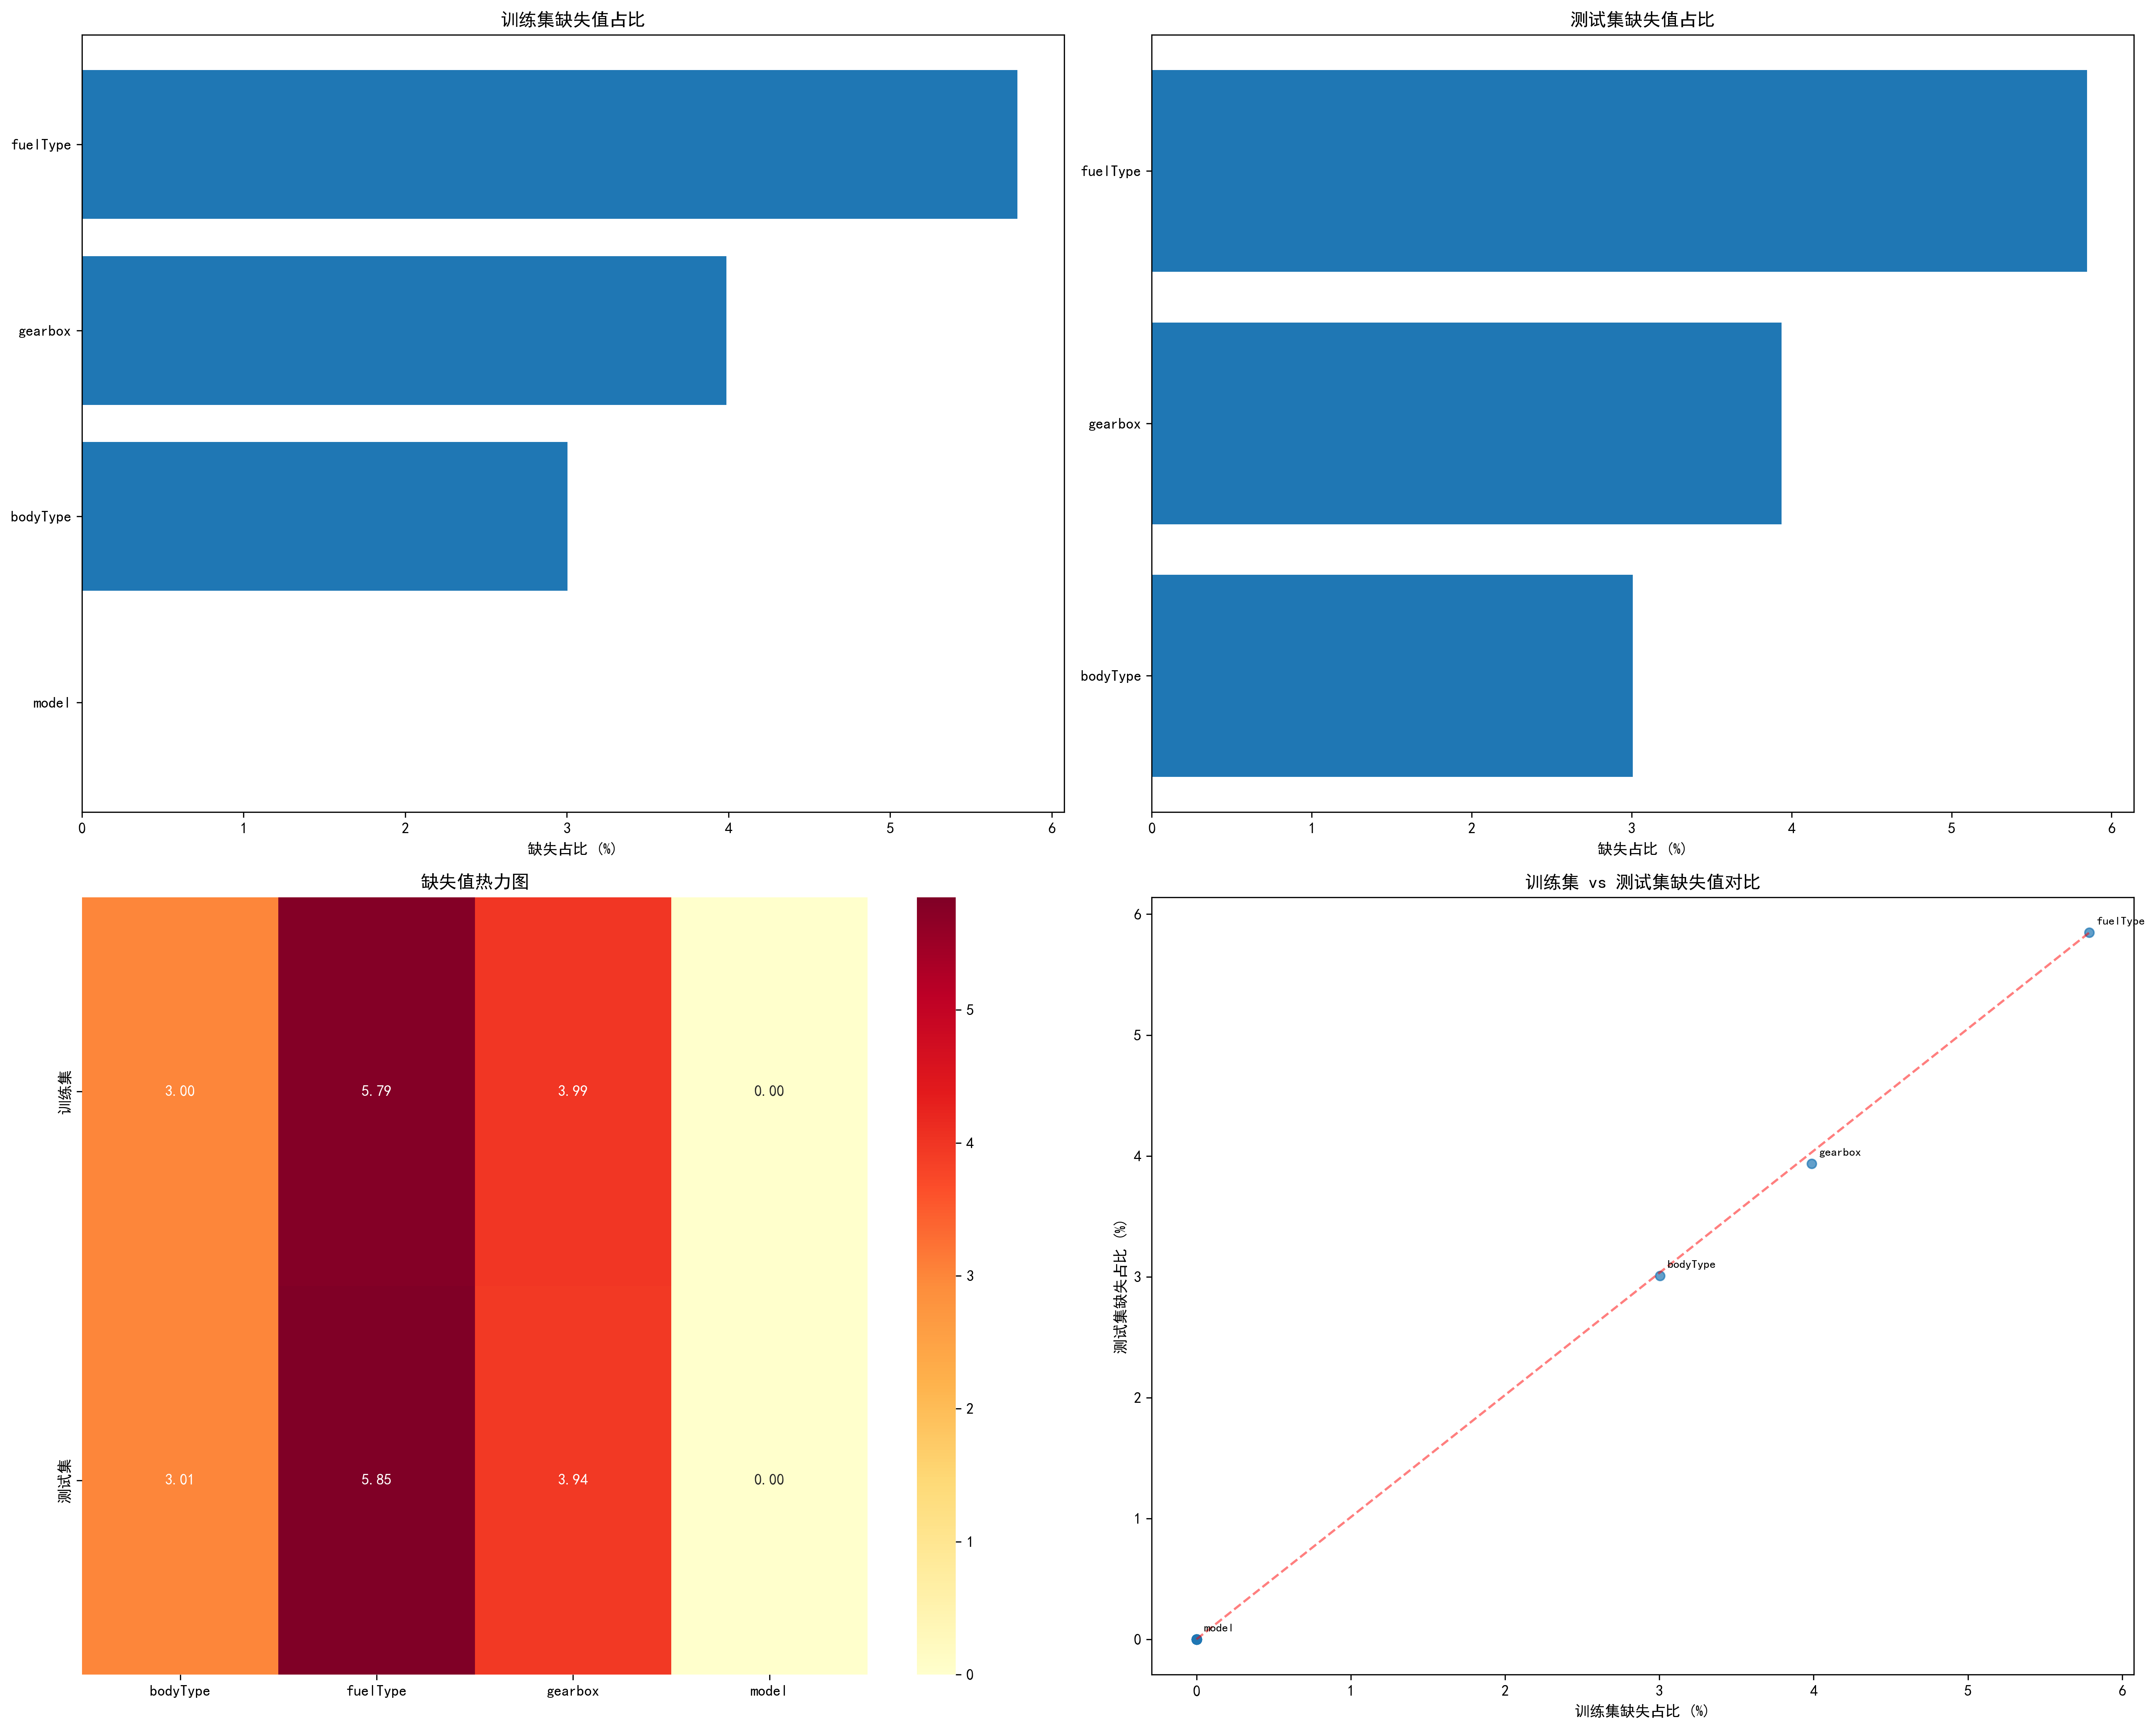 训练集缺失值占比
fuelType
gearbox
bodyType
model
0 1 2 3 4 5 6
缺失占比 (%)
测试集缺失值占比
fuelType
gearbox
bodyType
0 1 2 3 4 5 6
缺失占比 (%)
缺失值热力图
训练集
3.00 5.79 3.99 0.00
测试集
3.01 5.85 3.94 0.00
bodyType fuelType gearbox model
5
4
3
2
1
0
训练集 vs 测试集缺失值对比
测试集缺失占比 (%)
6
5
4
3
2
1
0
fuelType
gearbox
bodyType
model
0 1 2 3 4 5 6
训练集缺失占比 (%)